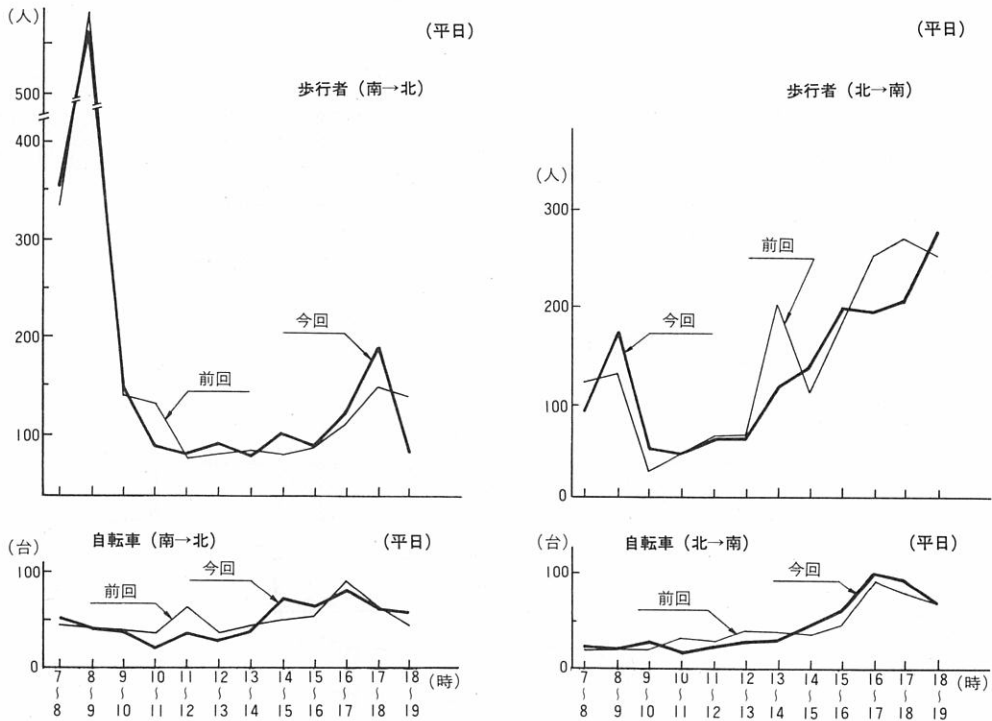 (人)
(平日)
歩行者 (南→北)
500
400
300
200
100
今回
前回
(平日)
歩行者 (北→南)
(人)
300
200
100
0
今回
前回
(台)
自転車 (南→北)
(平日)
100
0
前回
今回
7 8 9 10 11 12 13 14 15 16 17 18 (時)
〜 〜 〜 〜 〜 〜 〜 〜 〜 〜 〜 〜
8 9 10 11 12 13 14 15 16 17 18 19
(台)
自転車 (北→南)
(平日)
100
0
前回
今回
7 8 9 10 11 12 13 14 15 16 17 18 (時)
〜 〜 〜 〜 〜 〜 〜 〜 〜 〜 〜 〜
8 9 10 11 12 13 14 15 16 17 18 19